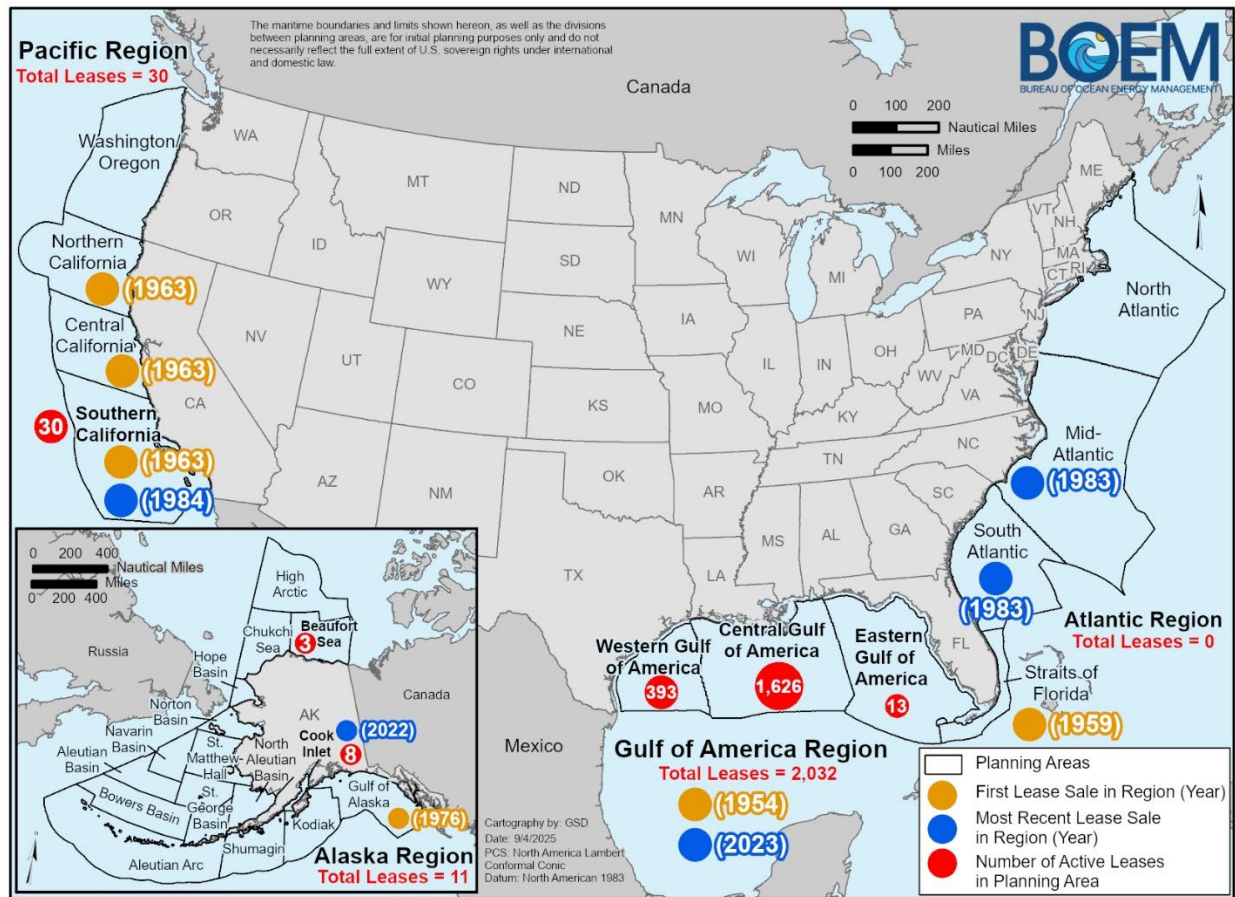 Pacific Region
Total Leases = 30
The maritime boundaries and limits shown hereon, as well as the divisions
between planning areas, are for initial planning purposes only and do not
necessarily reflect the full extent of U.S. sovereign rights under international
and domestic law.
BOEM
BUREAU OF OCEAN ENERGY MANAGEMENT
Canada
0 100 200
Nautical Miles
Miles
0 100 200
N
Washington/
Oregon
Northern
California
(1963)
Central
California
(1963)
30
Southern
California
(1963)
(1984)
WA
OR
CA
NV
ID
MT
WY
UT
AZ
CO
NM
ND
SD
NE
KS
OK
TX
MN
IA
MO
AR
LA
WI
IL
MS
MI
IN
KY
TN
AL
OH
WV
VA
NC
SC
GA
FL
PA
NY
NJ
MD
DC
DE
CT
RI
MA
VT
NH
ME
North
Atlantic
Mid-
Atlantic
(1983)
South
Atlantic
(1983)
Atlantic Region
Total Leases = 0
Straits of
Florida
(1959)
Western Gulf
of America
393
Central Gulf
of America
1,626
Eastern
Gulf of
America
13
Mexico
Gulf of America Region
Total Leases = 2,032
(1954)
(2023)
0 200 400
Nautical Miles
Miles
0 200 400
High
Arctic
Chukchi
Sea
Beaufort
Sea
3
Russia
Hope
Basin
Canada
Norton
Basin
Navarin
Basin
Aleutian
Basin
St.
Matthew-
Hall
AK
North
Aleutian
Basin
Cook
Inlet
(2022)
8
Bowers Basin
St.
George
Basin
Gulf of
Alaska
(1976)
Kodiak
Shumagin
Aleutian Arc
N
Alaska Region
Total Leases = 11
Cartography by: GSD
Date: 9/4/2025
PCS: North America Lambert
Conformal Conic
Datum: North American 1983
Planning Areas
First Lease Sale in Region (Year)
Most Recent Lease Sale
in Region (Year)
Number of Active Leases
in Planning Area